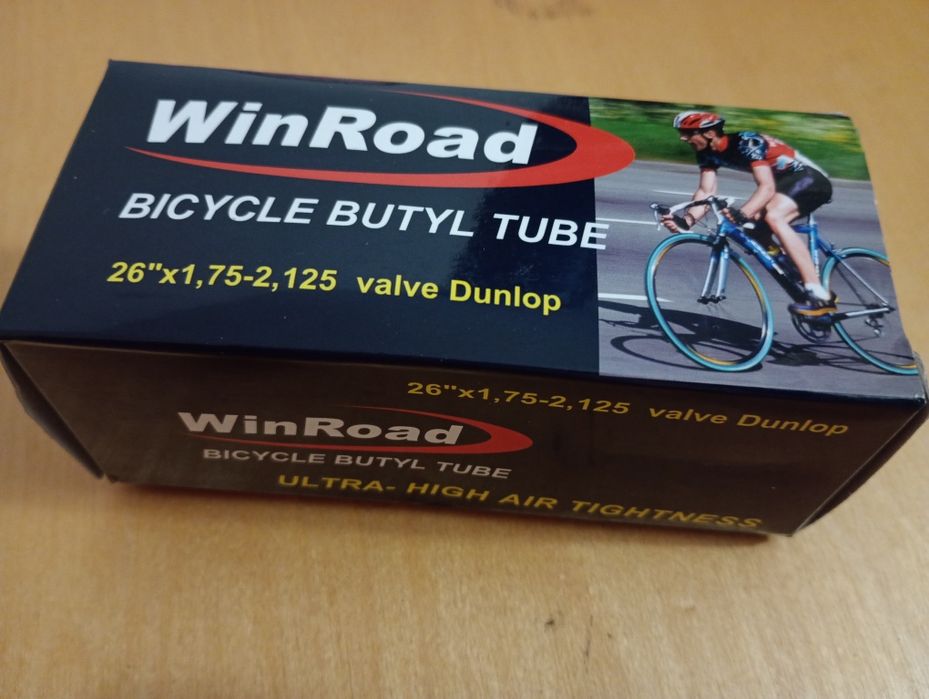 WinRoad
BICYCLE BUTYL TUBE
26"x1,75-2,125 valve Dunlop
26"x1,75-2,125 valve Dunlop
WinRoad
BICYCLE BUTYL TUBE
ULTRA- HIGH AIR TIGHTNESS